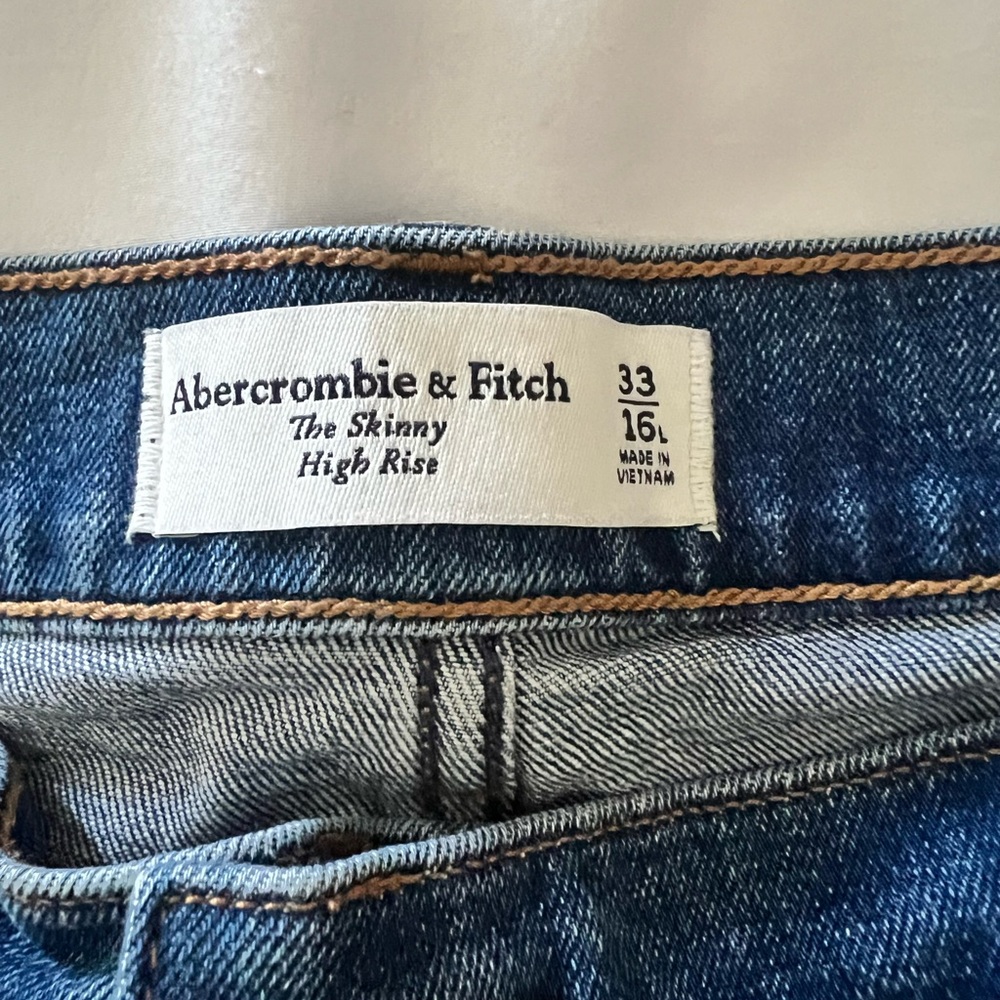 Abercrombie & Fitch
The Skinny
High Rise
33
16L
MADE IN
VIETNAM